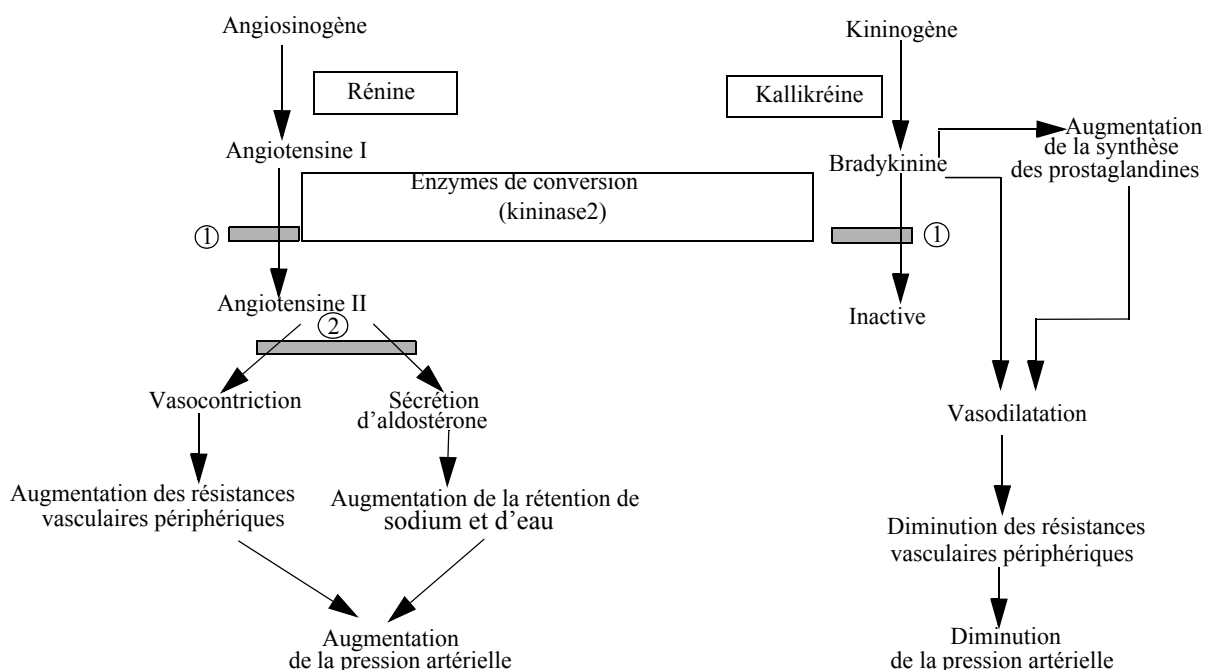 Angiosinogène
Rénine
Angiotensine I
Enzymes de conversion
(kininase2)
1
Angiotensine II
2
Vasocontriction
Sécrétion
d'aldostérone
Augmentation des résistances
vasculaires périphériques
Augmentation de la rétention de
sodium et d'eau
Augmentation
de la pression artérielle
Kininogène
Kallikréine
Bradykinine
Augmentation
de la synthèse
des prostaglandines
1
Inactive
Vasodilatation
Diminution des résistances
vasculaires périphériques
Diminution
de la pression artérielle